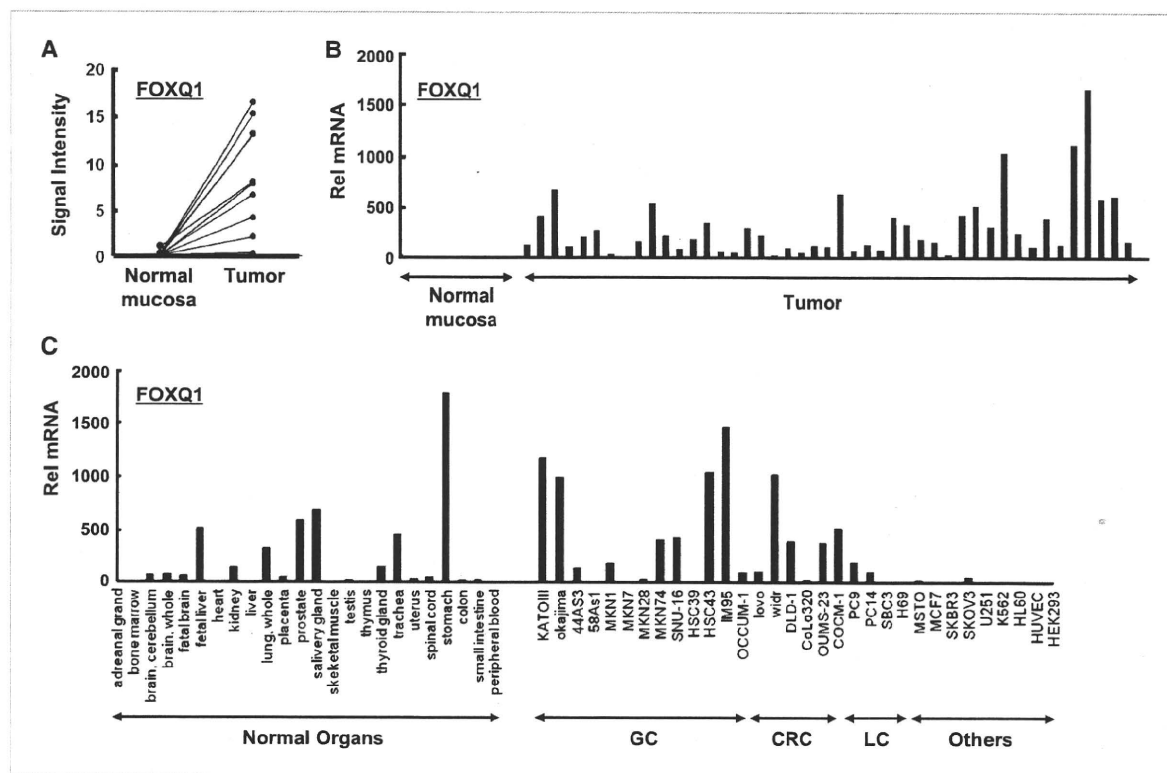 A
FOXQ1
Signal Intensity
20
15
10
5
0
Normal mucosa
Tumor
B
FOXQ1
Rel mRNA
2000
1500
1000
500
0
Normal mucosa
Tumor
C
FOXQ1
Rel mRNA
2000
1500
1000
500
0
adreanal grand
bone marrow
brain, cerebellum
brain. whole
fatal brain
fetal liver
heart
kidney
liver
lung. whole
placenta
prostate
salivery gland
skeketal muscle
testis
thymus
thyroid gland
trachea
uterus
spinal cord
stomach
colon
small intestine
peripheral blood
KATOIII
okajima
44AS3
58As1
MKN1
MKN7
MKN28
MKN74
SNU-16
HSC39
HSC43
IM95
OCCUM-1
lovo
widr
DLD-1
CoLo320
OUMS-23
COCM-1
PC9
PC14
SBC3
H69
MSTO
MCF7
SKBR3
SKOV3
U251
K562
HL60
HUVEC
HEK293
Normal Organs
GC
CRC
LC
Others